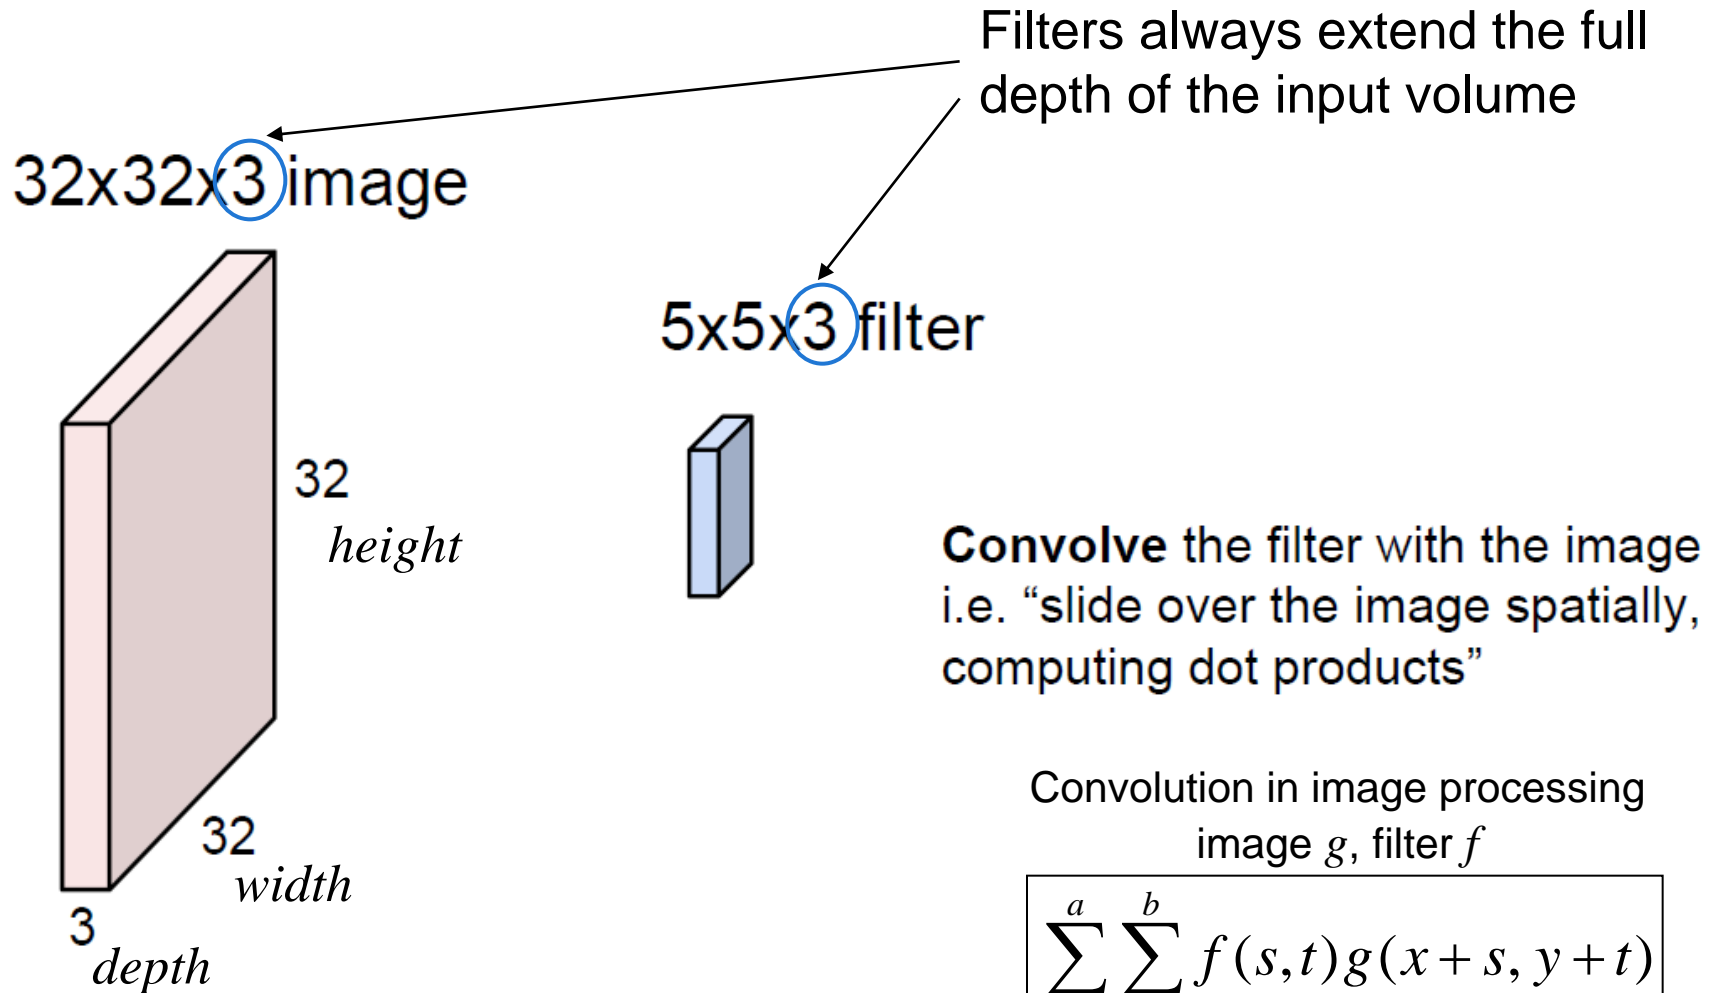 Filters always extend the full
depth of the input volume
32x32x3 image
5x5x3 filter
32
height
32
width
3
depth
Convolve the filter with the image
i.e. “slide over the image spatially,
computing dot products”
Convolution in image processing
image g, filter f
a b
∑ ∑ f(s,t)g(x+s, y+t)